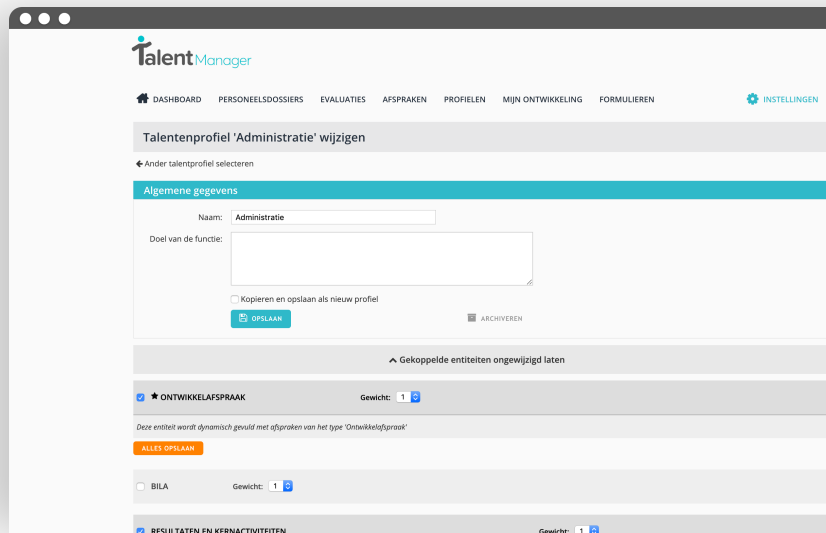 Talent Manager
DASHBOARD PERSONEELSDOSSIERS EVALUATIES AFSPRAKEN PROFIELEN MIJN ONTWIKKELING FORMULIEREN INSTELLINGEN
Talentenprofiel 'Administratie' wijzigen
Ander talentprofiel selecteren
Algemene gegevens
Naam: Administratie
Doel van de functie:
Kopieren en opslaan als nieuw profiel
OPSLAAN ARCHIVEREN
Gekoppelde entiteiten ongewijzigd laten
ONTWIKKELAFSPRAAK Gewicht: 1
Deze entiteit wordt dynamisch gevuld met afspraken van het type 'Ontwikkelafspraak'
ALLES OPSLAAN
BILA Gewicht: 1
RESULTATEN EN KERNACTIVITEITEN Gewicht: 1